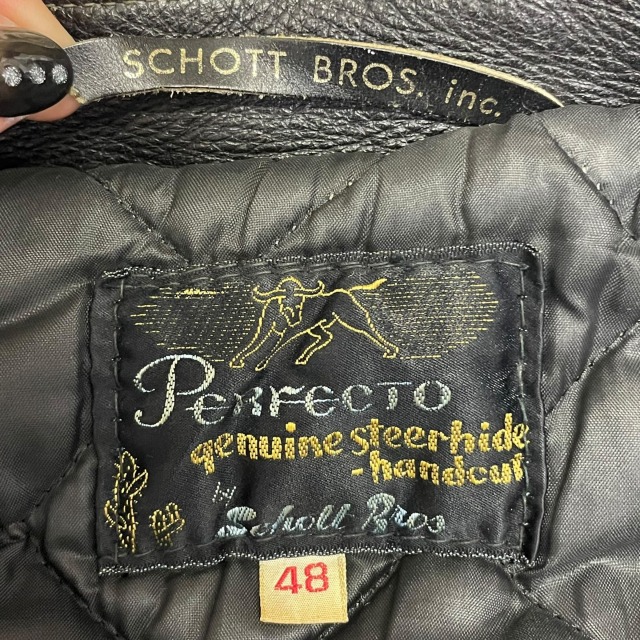 SCHOTT BROS. inc.
PERFECTO
genuine steerhide
-handcut
by
Schott Bros
48